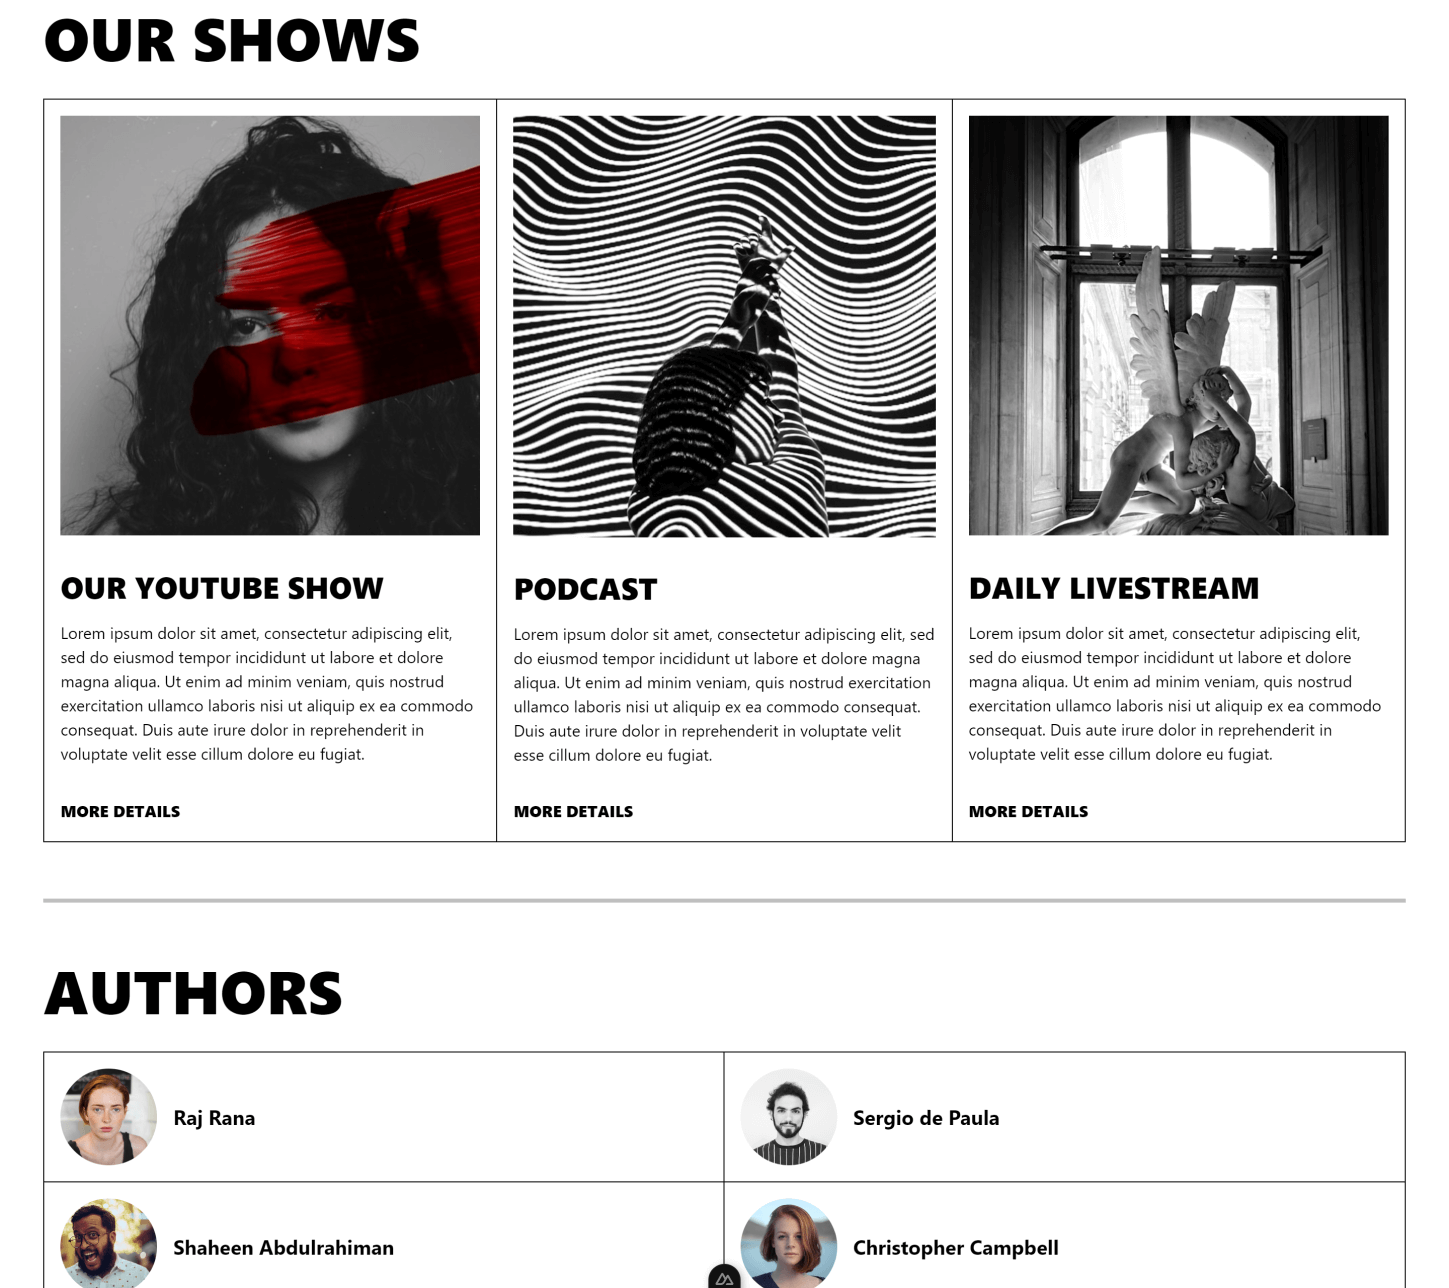 OUR SHOWS
OUR YOUTUBE SHOW
Lorem ipsum dolor sit amet, consectetur adipiscing elit,
sed do eiusmod tempor incididunt ut labore et dolore
magna aliqua. Ut enim ad minim veniam, quis nostrud
exercitation ullamco laboris nisi ut aliquip ex ea commodo
consequat. Duis aute irure dolor in reprehenderit in
voluptate velit esse cillum dolore eu fugiat.
MORE DETAILS
PODCAST
Lorem ipsum dolor sit amet, consectetur adipiscing elit, sed
do eiusmod tempor incididunt ut labore et dolore magna
aliqua. Ut enim ad minim veniam, quis nostrud exercitation
ullamco laboris nisi ut aliquip ex ea commodo consequat.
Duis aute irure dolor in reprehenderit in voluptate velit
esse cillum dolore eu fugiat.
MORE DETAILS
DAILY LIVESTREAM
Lorem ipsum dolor sit amet, consectetur adipiscing elit,
sed do eiusmod tempor incididunt ut labore et dolore
magna aliqua. Ut enim ad minim veniam, quis nostrud
exercitation ullamco laboris nisi ut aliquip ex ea commodo
consequat. Duis aute irure dolor in reprehenderit in
voluptate velit esse cillum dolore eu fugiat.
MORE DETAILS
AUTHORS
Raj Rana
Sergio de Paula
Shaheen Abdulrahiman
Christopher Campbell